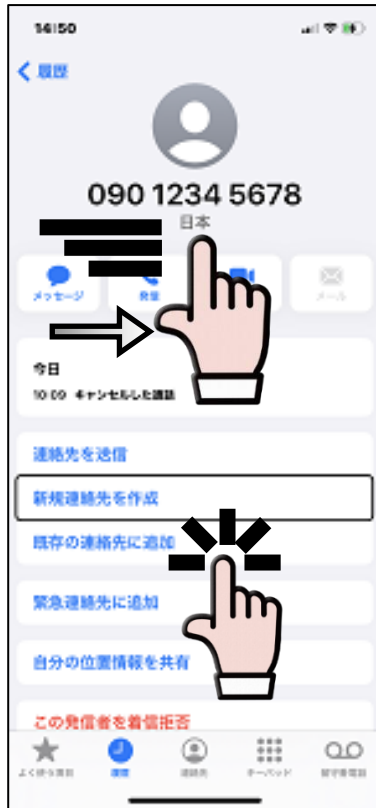 14:50
履歴
090 1234 5678
日本
メッセージ 発信 メール
今日
10:09 キャンセルした通話
連絡先を送信
新規連絡先を作成
既存の連絡先に追加
緊急連絡先に追加
自分の位置情報を共有
この発信者を着信拒否
よく使う項目 履歴 連絡先 キーパッド 留守番電話